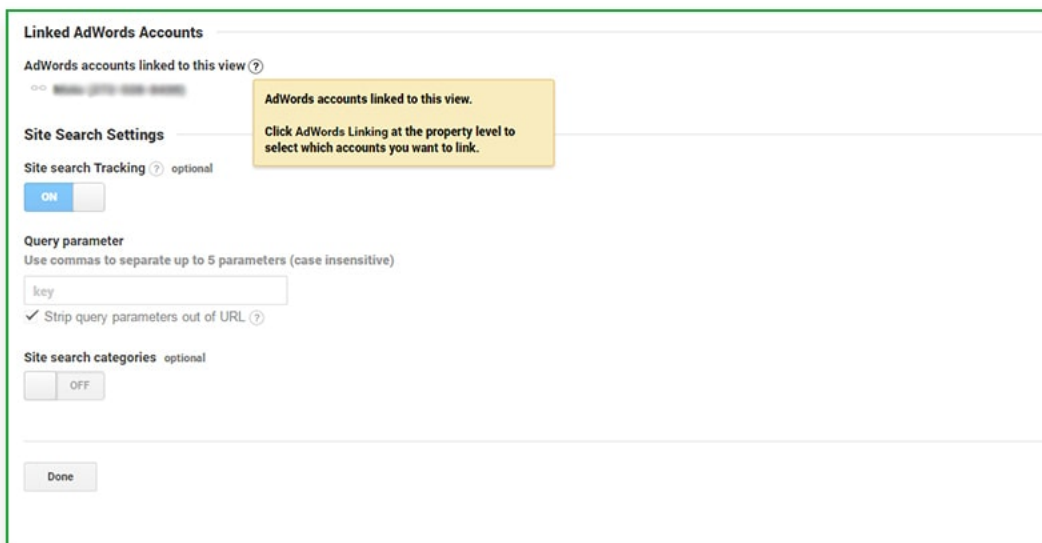 Linked AdWords Accounts
AdWords accounts linked to this view ?
AdWords accounts linked to this view.
Click AdWords Linking at the property level to
select which accounts you want to link.
Site Search Settings
Site search Tracking ? optional
ON
Query parameter
Use commas to separate up to 5 parameters (case insensitive)
key
Strip query parameters out of URL ?
Site search categories optional
OFF
Done